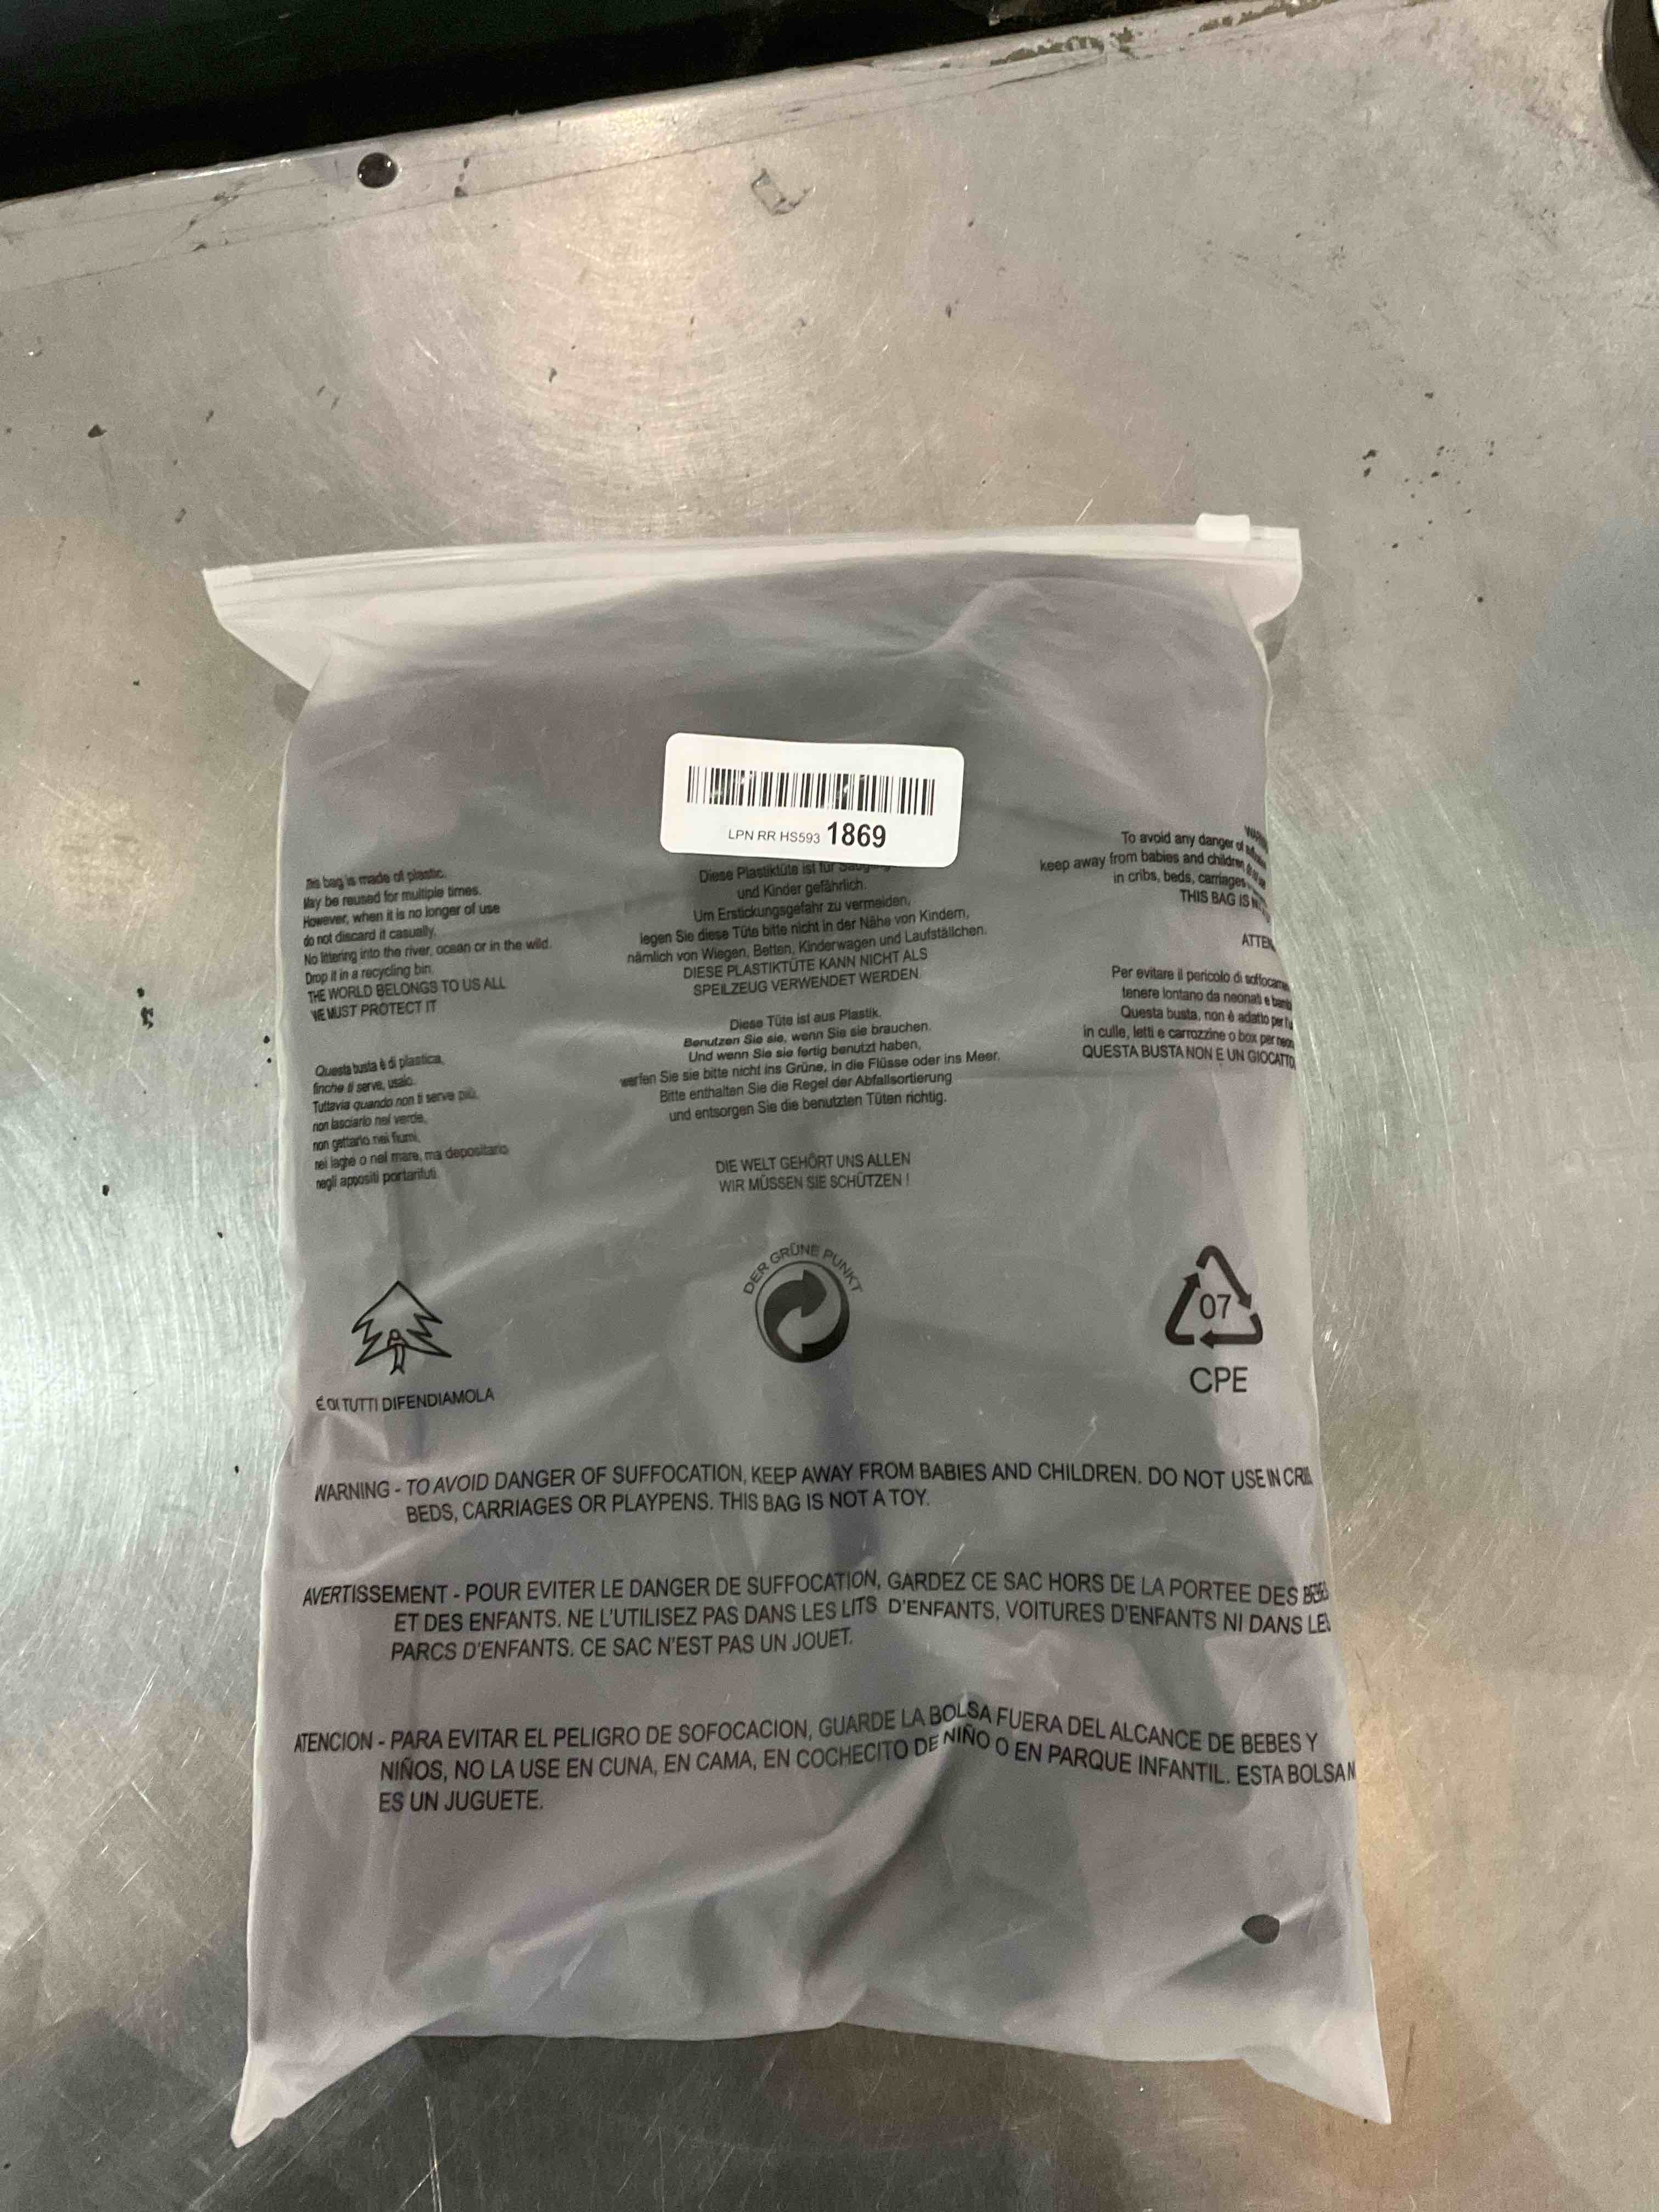 LPN RR HS593 1869
This bag is made of plastic.
May be reused for multiple times.
However, when it is no longer of use
do not discard it casually.
No littering into the river, ocean or in the wild.
Drop it in a recycling bin.
THE WORLD BELONGS TO US ALL
WE MUST PROTECT IT
Questa busta è di plastica,
finche ti serve, usalo.
Tuttavia quando non ti serve più,
non lasciarlo nel verde,
non gettarlo nei fiumi,
nei laghe o nel mare, ma depositario
negli appositi portarifuti
É DI TUTTI DIFENDIAMOLA
Diese Plastiktüte ist für
und Kinder gefährlich.
Um Erstickungsgefahr zu vermeiden,
legen Sie diese Tüte bitte nicht in der Nähe von Kindern,
nämlich von Wiegen, Betten, Kinderwagen und Laufställchen.
DIESE PLASTIKTÜTE KANN NICHT ALS
SPEILZEUG VERWENDET WERDEN.
Diese Tüte ist aus Plastik.
Benutzen Sie sie, wenn Sie sie brauchen.
Und wenn Sie sie fertig benutzt haben,
werfen Sie sie bitte nicht ins Grüne, in die Flüsse oder ins Meer.
Bitte enthalten Sie die Regel der Abfallsortierung
und entsorgen Sie die benutzten Tüten richtig.
DIE WELT GEHÖRT UNS ALLEN
WIR MÜSSEN SIE SCHÜTZEN !
DER GRÜNE PUNKT
To avoid any danger of
keep away from babies and children
in cribs, beds, carriages
THIS BAG IS
Per evitare il pericolo di
tenere lontano da neonati e
Questa busta, non è adatto per
in culle, letti e carrozzine o box per
QUESTA BUSTA NON E UN GIOCATTO
07
CPE
WARNING - TO AVOID DANGER OF SUFFOCATION, KEEP AWAY FROM BABIES AND CHILDREN. DO NOT USE IN
BEDS, CARRIAGES OR PLAYPENS. THIS BAG IS NOT A TOY.
AVERTISSEMENT - POUR EVITER LE DANGER DE SUFFOCATION, GARDEZ CE SAC HORS DE LA PORTEE DES
ET DES ENFANTS. NE L'UTILISEZ PAS DANS LES LITS D'ENFANTS, VOITURES D'ENFANTS NI DANS
PARCS D'ENFANTS. CE SAC N'EST PAS UN JOUET.
ATENCION - PARA EVITAR EL PELIGRO DE SOFOCACION, GUARDE LA BOLSA FUERA DEL ALCANCE DE BEBES Y
NIÑOS, NO LA USE EN CUNA, EN CAMA, EN COCHECITO DE NIÑO O EN PARQUE INFANTIL. ESTA BOLSA
ES UN JUGUETE.